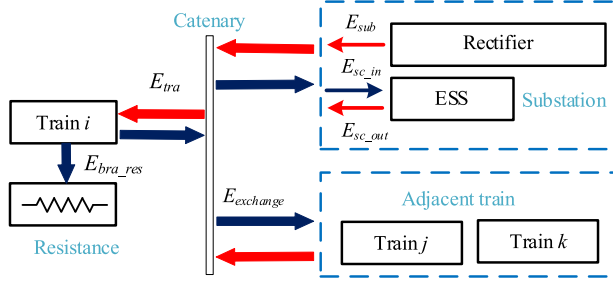 Catenary
E_sub
Rectifier
E_sc_in
E_tra
ESS
Substation
Train i
E_sc_out
E_bra_res
E_exchange
Adjacent train
Train j
Train k
Resistance